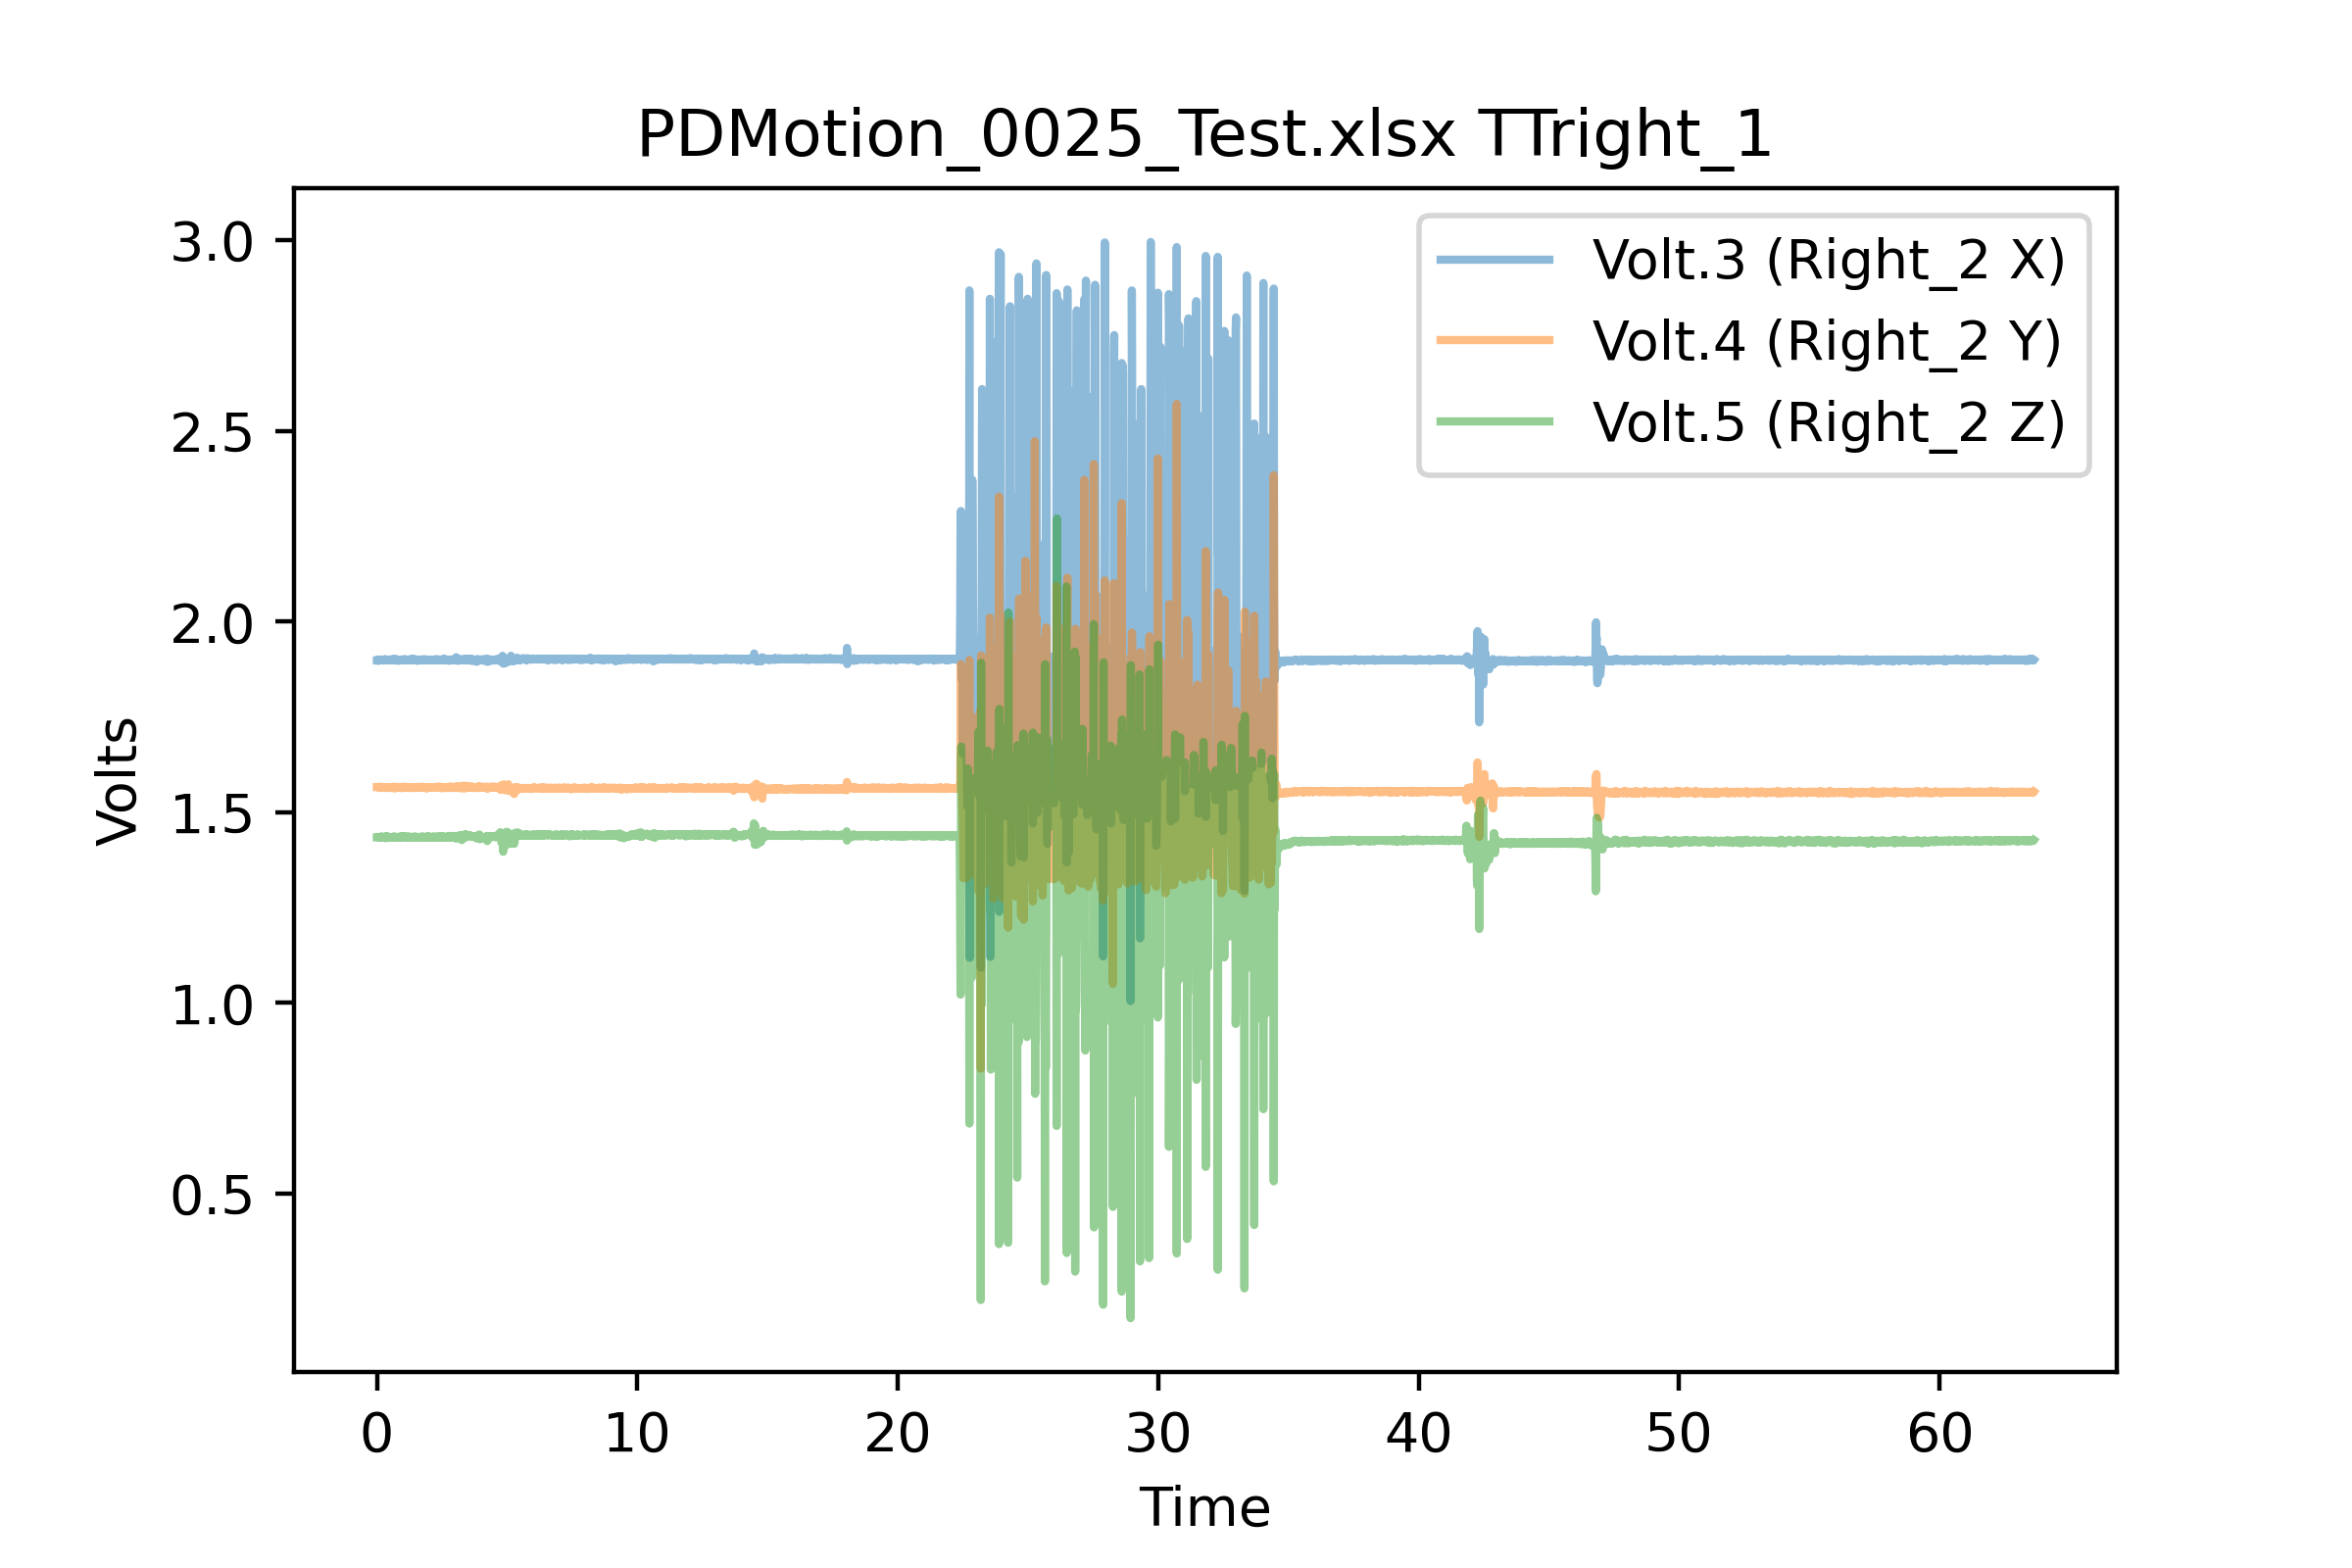 PDMotion_0025_Test.xlsx TTright_1
Volt.3 (Right_2 X)
Volt.4 (Right_2 Y)
Volt.5 (Right_2 Z)
3.0
2.5
2.0
1.5
1.0
0.5
Volts
0 10 20 30 40 50 60
Time